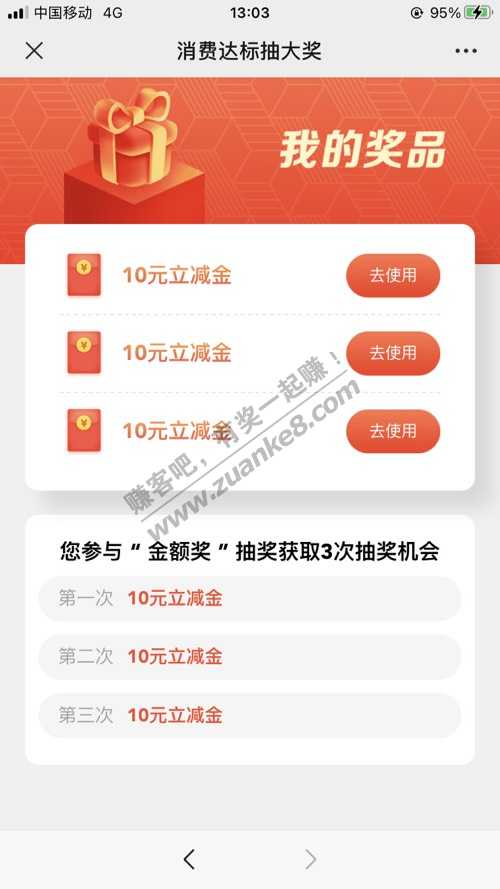 中国移动 4G 13:03 95%
消费达标抽大奖
我的奖品
¥ 10元立减金 去使用
¥ 10元立减金 去使用
¥ 10元立减金 去使用
赚客吧，有奖一起赚！
www.zuanke8.com
您参与“金额奖”抽奖获取3次抽奖机会
第一次 10元立减金
第二次 10元立减金
第三次 10元立减金